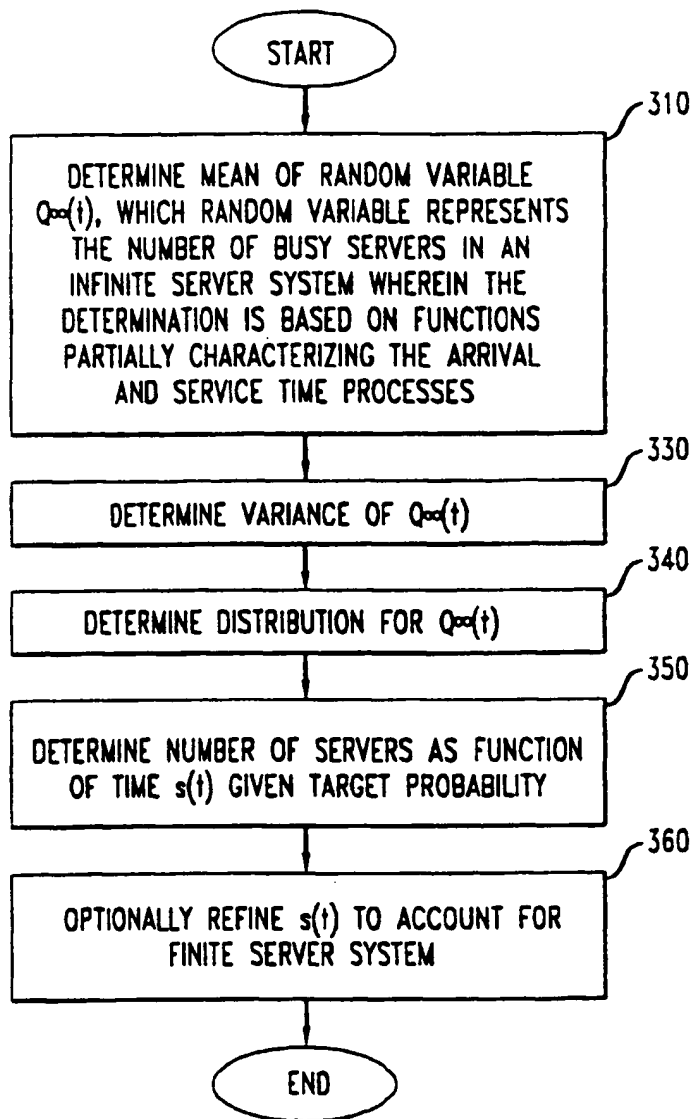 START
310
DETERMINE MEAN OF RANDOM VARIABLE
Q∞(t), WHICH RANDOM VARIABLE REPRESENTS
THE NUMBER OF BUSY SERVERS IN AN
INFINITE SERVER SYSTEM WHEREIN THE
DETERMINATION IS BASED ON FUNCTIONS
PARTIALLY CHARACTERIZING THE ARRIVAL
AND SERVICE TIME PROCESSES
330
DETERMINE VARIANCE OF Q∞(t)
340
DETERMINE DISTRIBUTION FOR Q∞(t)
350
DETERMINE NUMBER OF SERVERS AS FUNCTION
OF TIME s(t) GIVEN TARGET PROBABILITY
360
OPTIONALLY REFINE s(t) TO ACCOUNT FOR
FINITE SERVER SYSTEM
END